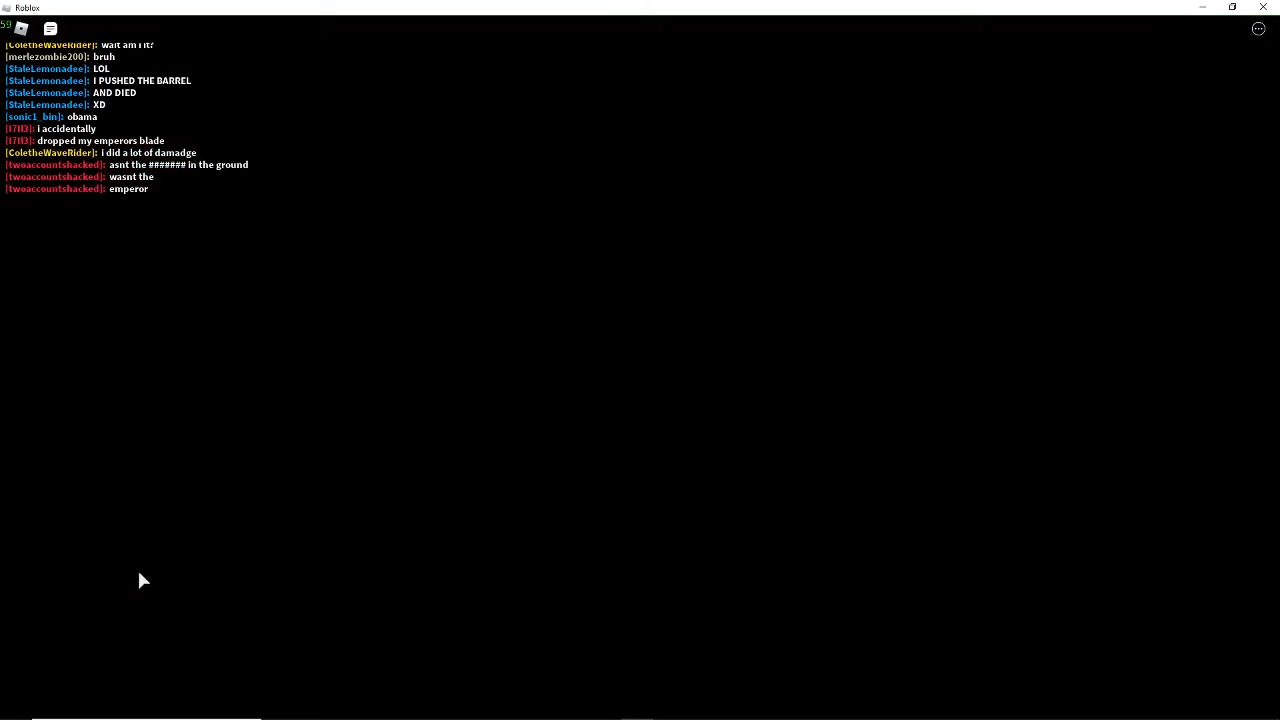 Roblox
59
[ColetheWaveRider]: wait am i it?
[merlezombie200]: bruh
[StaleLemonadee]: LOL
[StaleLemonadee]: I PUSHED THE BARREL
[StaleLemonadee]: AND DIED
[StaleLemonadee]: XD
[sonic1_bin]: obama
i accidentally
dropped my emperors blade
[ColetheWaveRider]: i did a lot of damadge
[twoaccountshacked]: asnt the ####### in the ground
[twoaccountshacked]: wasnt the
[twoaccountshacked]: emperor